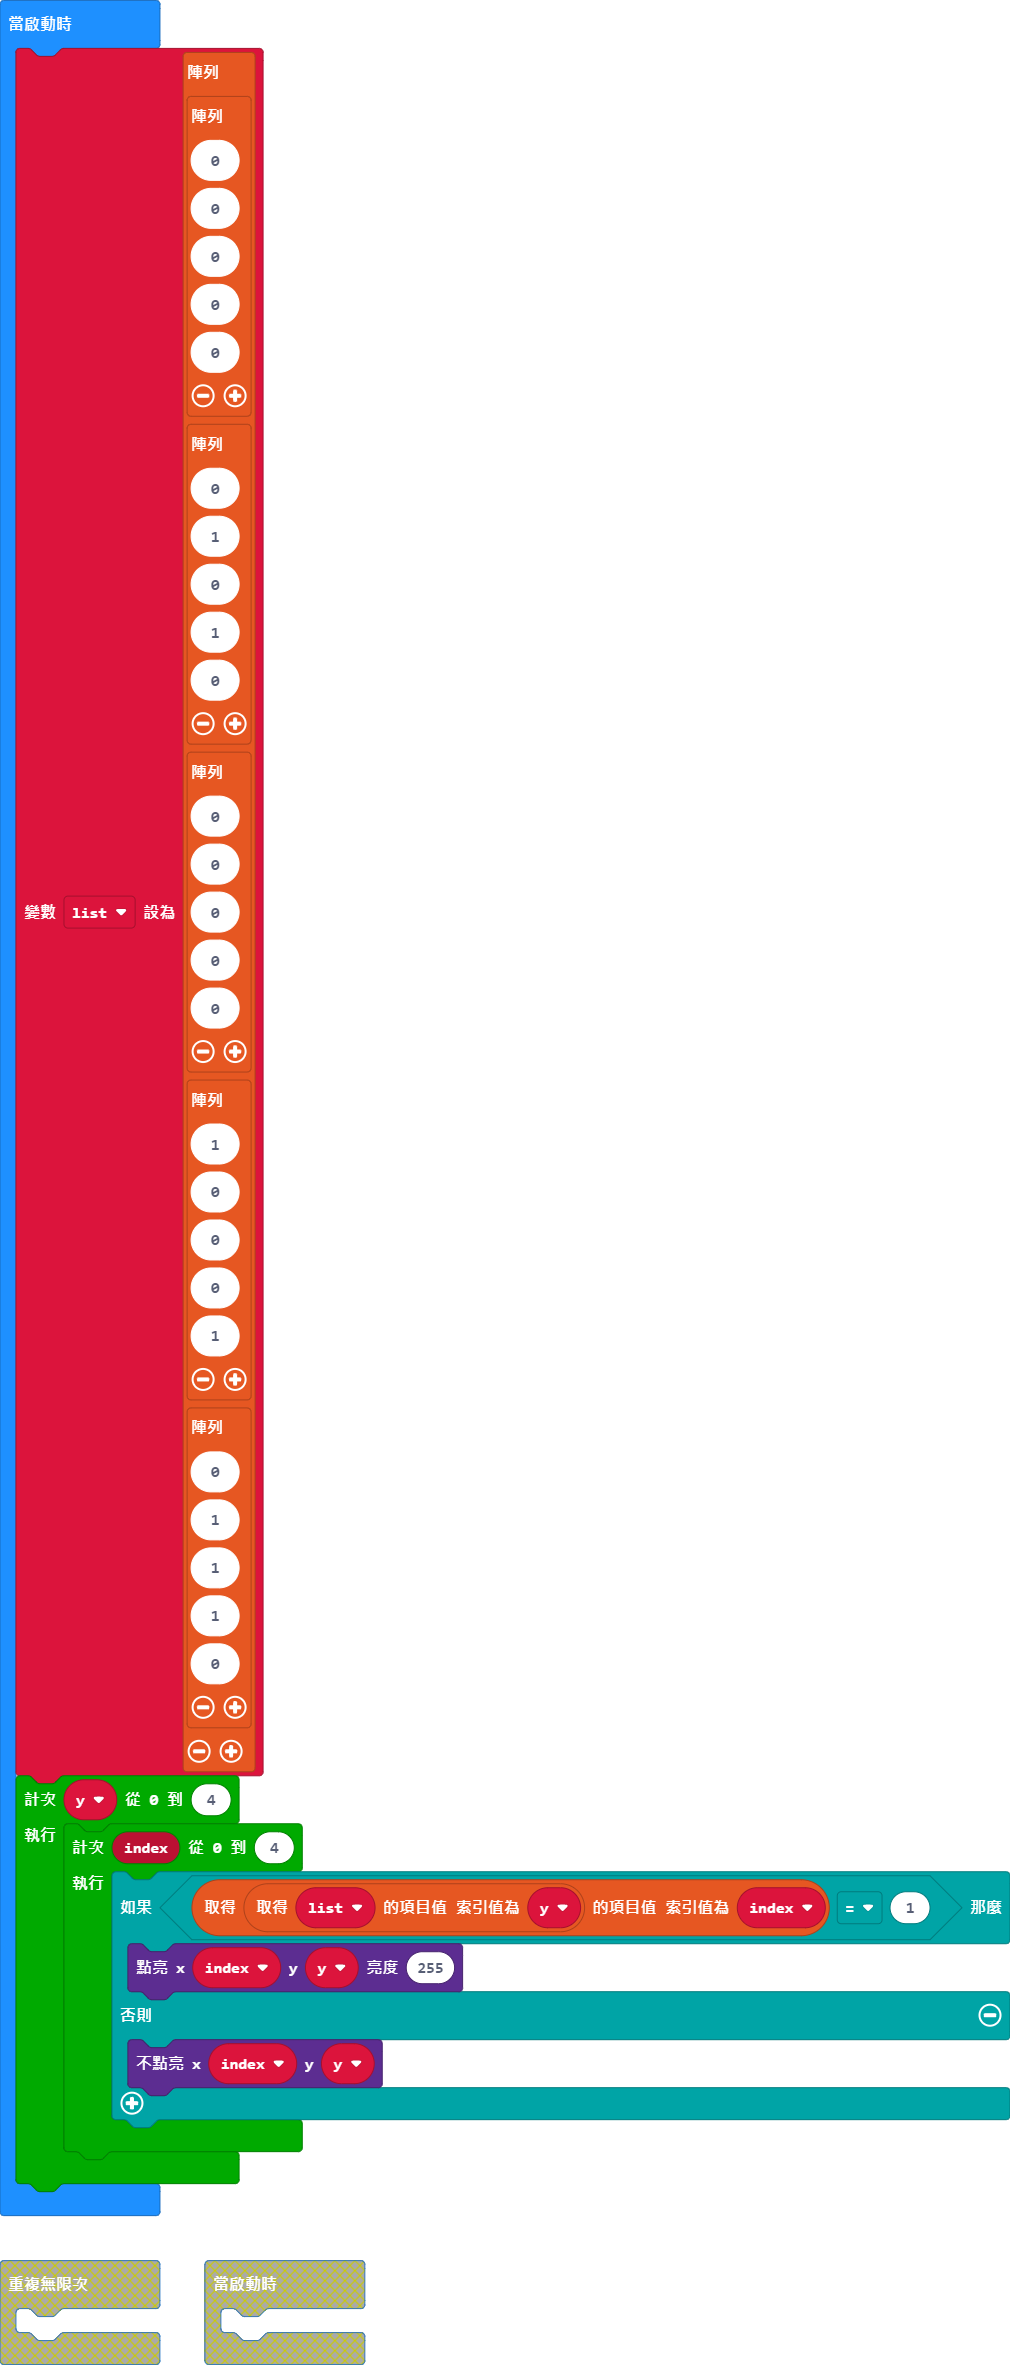 當啟動時
陣列
陣列
0
0
0
0
0
陣列
0
1
0
1
0
陣列
0
0
變數 list 設為 0
0
0
陣列
1
0
0
0
1
陣列
0
1
1
1
0
計次 y 從 0 到 4
執行
計次 index 從 0 到 4
執行
如果 取得 取得 list 的項目值 索引值為 y 的項目值 索引值為 index = 1 那麼
點亮 x index y y 亮度 255
否則
不點亮 x index y y
重複無限次 當啟動時